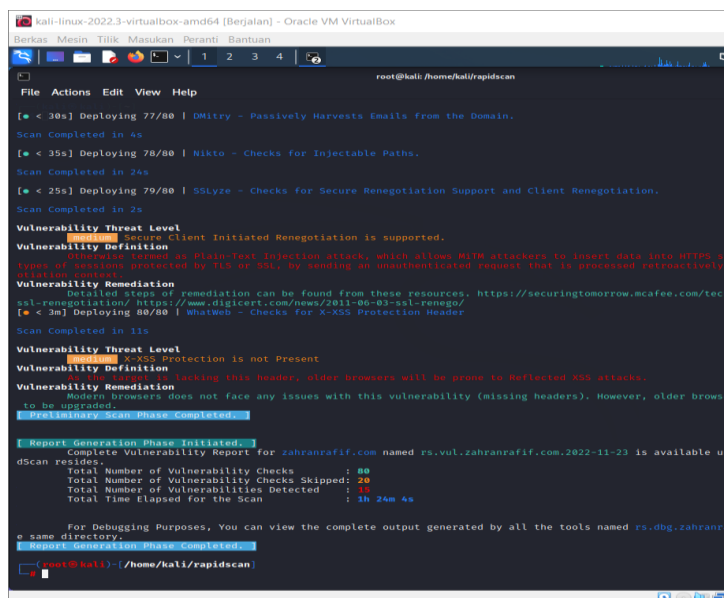 kali-linux-2022.3-virtualbox-amd64 [Berjalan] - Oracle VM VirtualBox
Berkas Mesin Tilik Masukan Peranti Bantuan
1 2 3 4
root@kali: /home/kali/rapidscan
File Actions Edit View Help
[● < 30s] Deploying 77/80 | DMitry - Passively Harvests Emails from the Domain.
Scan Completed in 4s
[● < 35s] Deploying 78/80 | Nikto - Checks for Injectable Paths.
Scan Completed in 24s
[● < 25s] Deploying 79/80 | SSLyze - Checks for Secure Renegotiation Support and Client Renegotiation.
Scan Completed in 2s
Vulnerability Threat Level
medium Secure Client Initiated Renegotiation is supported.
Vulnerability Definition
Otherwise termed as Plain-Text Injection attack, which allows MiTM attackers to insert data into HTTPS s
types of sessions protected by TLS or SSL, by sending an unauthenticated request that is processed retroactively
otiation context.
Vulnerability Remediation
Detailed steps of remediation can be found from these resources. https://securingtomorrow.mcafee.com/tec
ssl-renegotiation/ https://www.digicert.com/news/2011-06-03-ssl-renego/
[● < 3m] Deploying 80/80 | WhatWeb - Checks for X-XSS Protection Header
Scan Completed in 11s
Vulnerability Threat Level
medium X-XSS Protection is not Present
Vulnerability Definition
As the target is lacking this header, older browsers will be prone to Reflected XSS attacks.
Vulnerability Remediation
Modern browsers does not face any issues with this vulnerability (missing headers). However, older brows
to be upgraded.
[ Preliminary Scan Phase Completed. ]
[ Report Generation Phase Initiated. ]
Complete Vulnerability Report for zahranrafif.com named rs.vul.zahranrafif.com.2022-11-23 is available u
dScan resides.
Total Number of Vulnerability Checks : 80
Total Number of Vulnerability Checks Skipped: 20
Total Number of Vulnerabilities Detected : 15
Total Time Elapsed for the Scan : 1h 24m 4s
For Debugging Purposes, You can view the complete output generated by all the tools named rs.dbg.zahranr
e same directory.
[ Report Generation Phase Completed. ]
(root㉿kali)-[/home/kali/rapidscan]
#